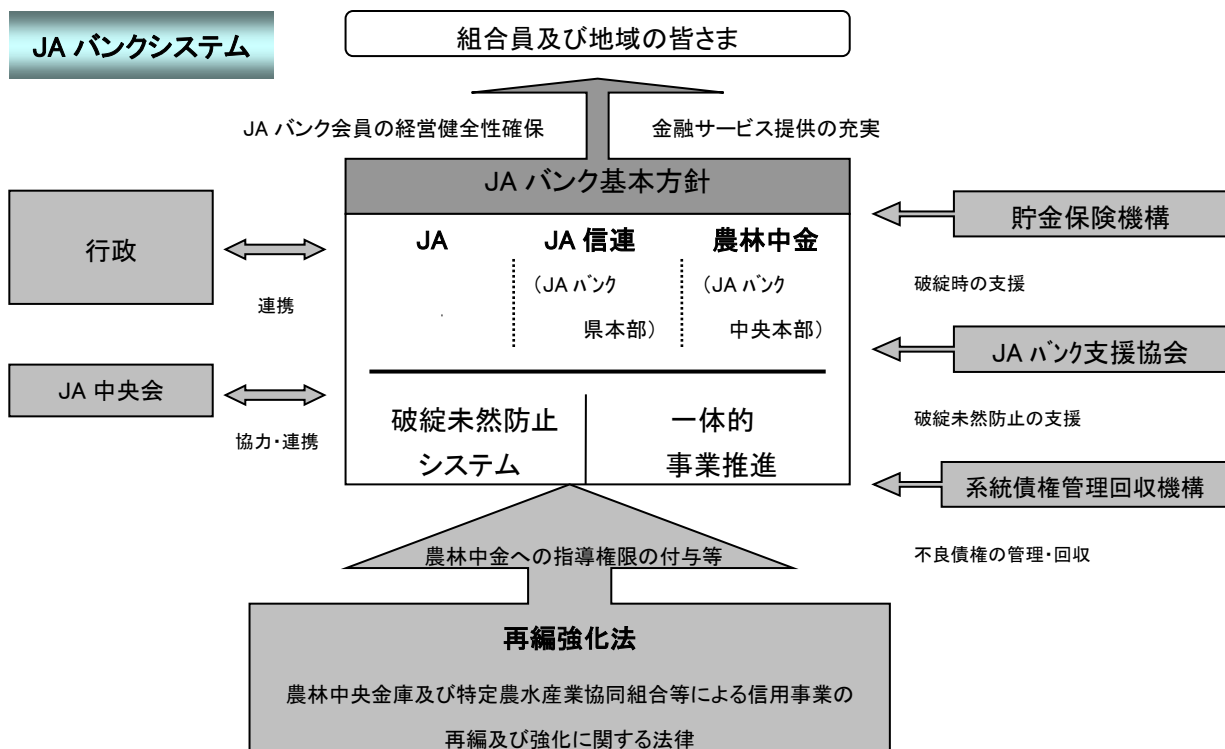 JA バンクシステム
組合員及び地域の皆さま
JA バンク会員の経営健全性確保
金融サービス提供の充実
JA バンク基本方針
行政
連携
JA 中央会
協力・連携
JA
JA 信連
（JA ﾊﾞﾝｸ
県本部）
農林中金
（JA ﾊﾞﾝｸ
中央本部）
破綻未然防止
システム
一体的
事業推進
貯金保険機構
破綻時の支援
JA ﾊﾞﾝｸ支援協会
破綻未然防止の支援
系統債権管理回収機構
不良債権の管理・回収
農林中金への指導権限の付与等
再編強化法
農林中央金庫及び特定農水産業協同組合等による信用事業の
再編及び強化に関する法律